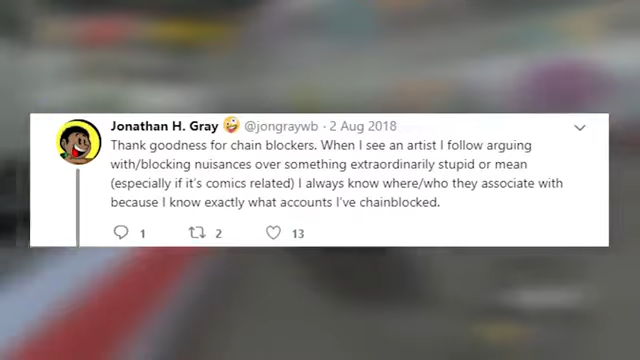 Jonathan H. Gray 🤪 @jongraywb · 2 Aug 2018
Thank goodness for chain blockers. When I see an artist I follow arguing
with/blocking nuisances over something extraordinarily stupid or mean
(especially if it's comics related) I always know where/who they associate with
because I know exactly what accounts I've chainblocked.
1 2 13